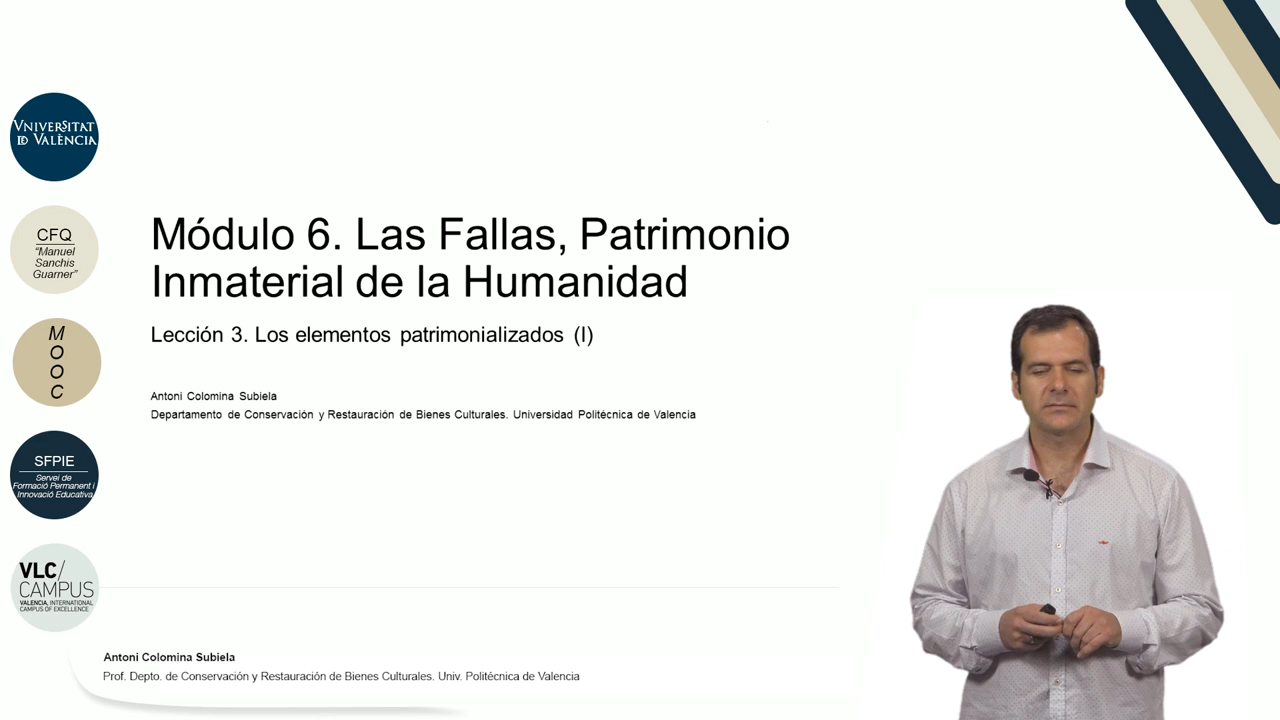 VNIVERSITAT
ID VALÈNCIA
CFQ
“Manuel
Sanchis
Guarner”
M
O
O
C
SFPIE
Servei de
Formació Permanent i
Innovació Educativa
VLC/
CAMPUS
VALENCIA, INTERNATIONAL
CAMPUS OF EXCELLENCE
Módulo 6. Las Fallas, Patrimonio
Inmaterial de la Humanidad
Lección 3. Los elementos patrimonializados (I)
Antoni Colomina Subiela
Departamento de Conservación y Restauración de Bienes Culturales. Universidad Politécnica de Valencia
Antoni Colomina Subiela
Prof. Depto. de Conservación y Restauración de Bienes Culturales. Univ. Politécnica de Valencia